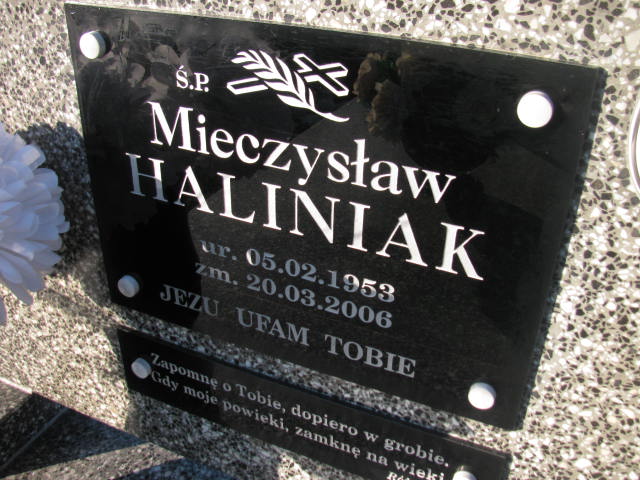 Ś.P.
Mieczysław
HALINIAK
ur. 05.02.1953
zm. 20.03.2006
JEZU UFAM TOBIE
Zapomnę o Tobie, dopiero w grobie.
Gdy moje powieki, zamknę na wieki